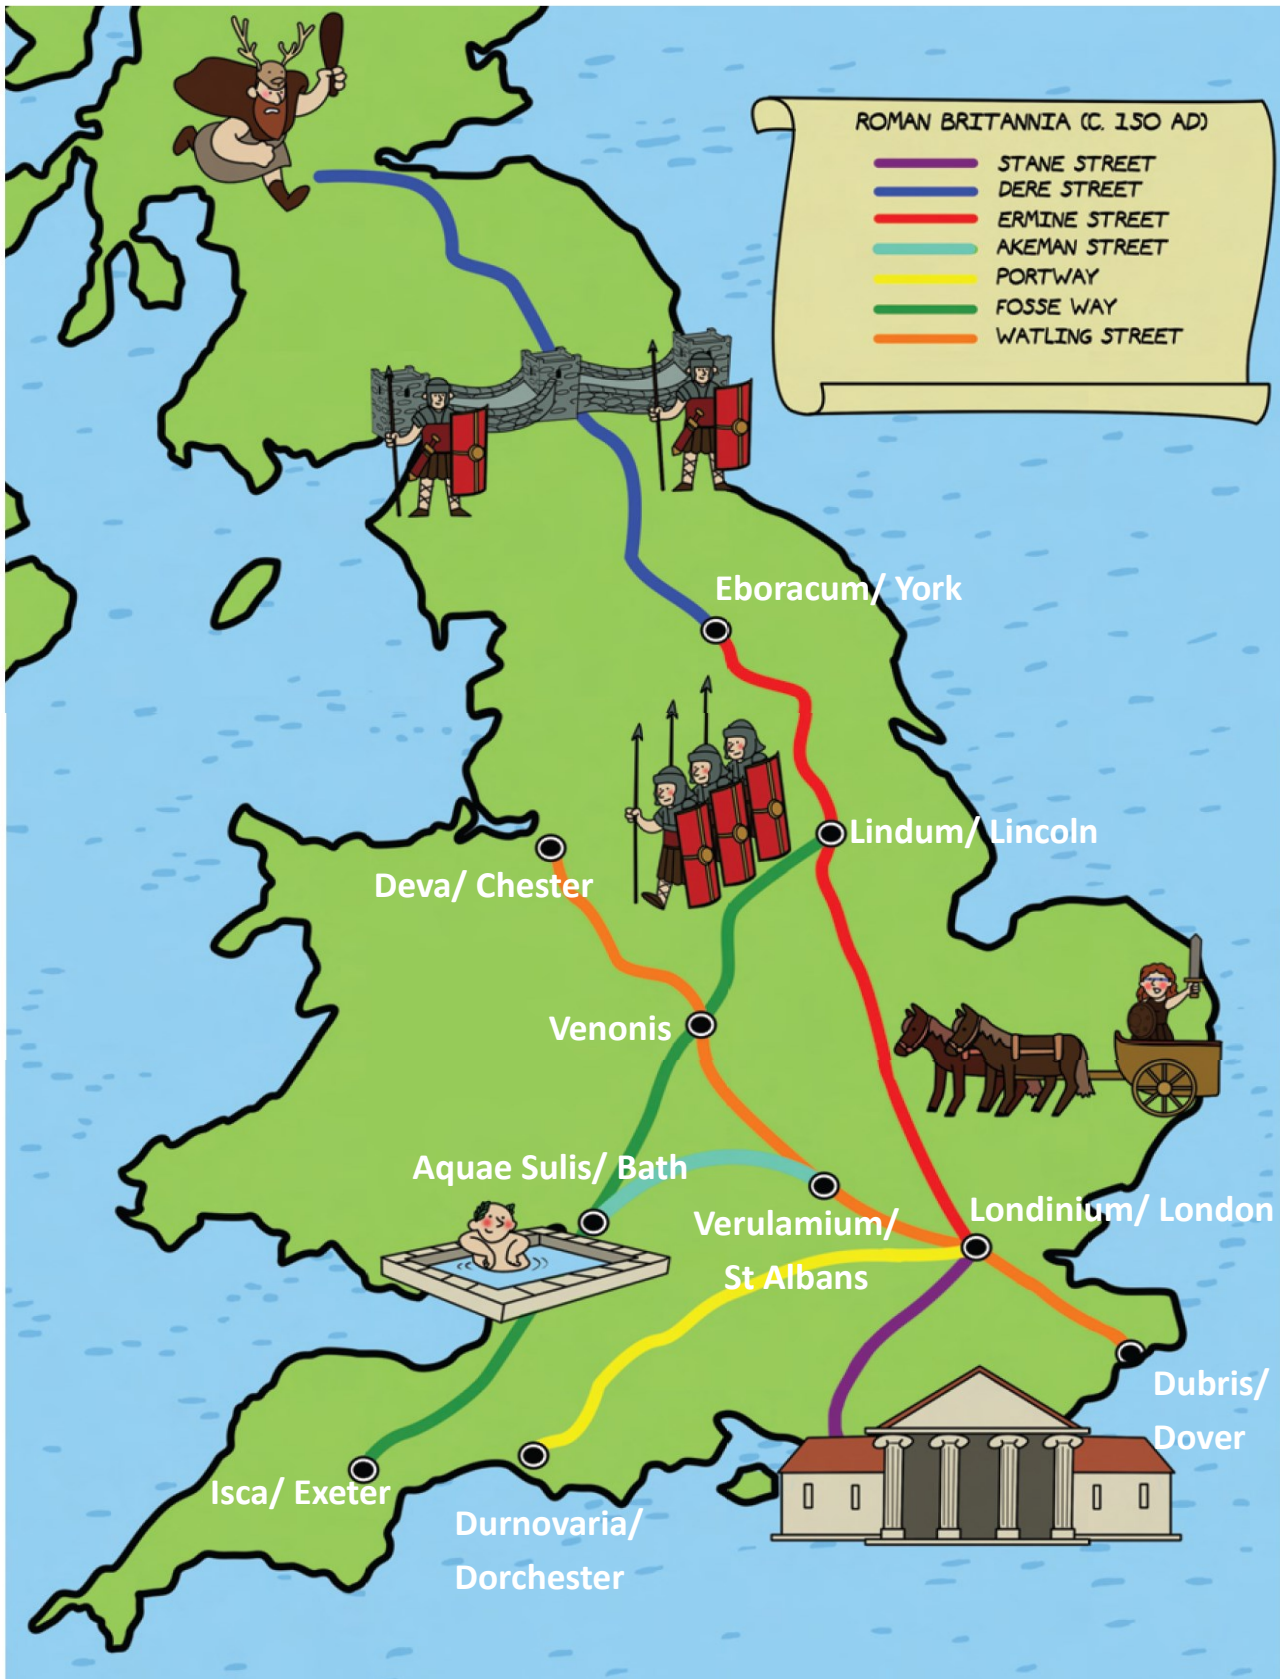 ROMAN BRITANNIA (C. 150 AD)
STANE STREET
DERE STREET
ERMINE STREET
AKEMAN STREET
PORTWAY
FOSSE WAY
WATLING STREET
Eboracum/ York
Lindum/ Lincoln
Deva/ Chester
Venonis
Aquae Sulis/ Bath
Verulamium/
St Albans
Londinium/ London
Dubris/
Dover
Isca/ Exeter
Durnovaria/
Dorchester